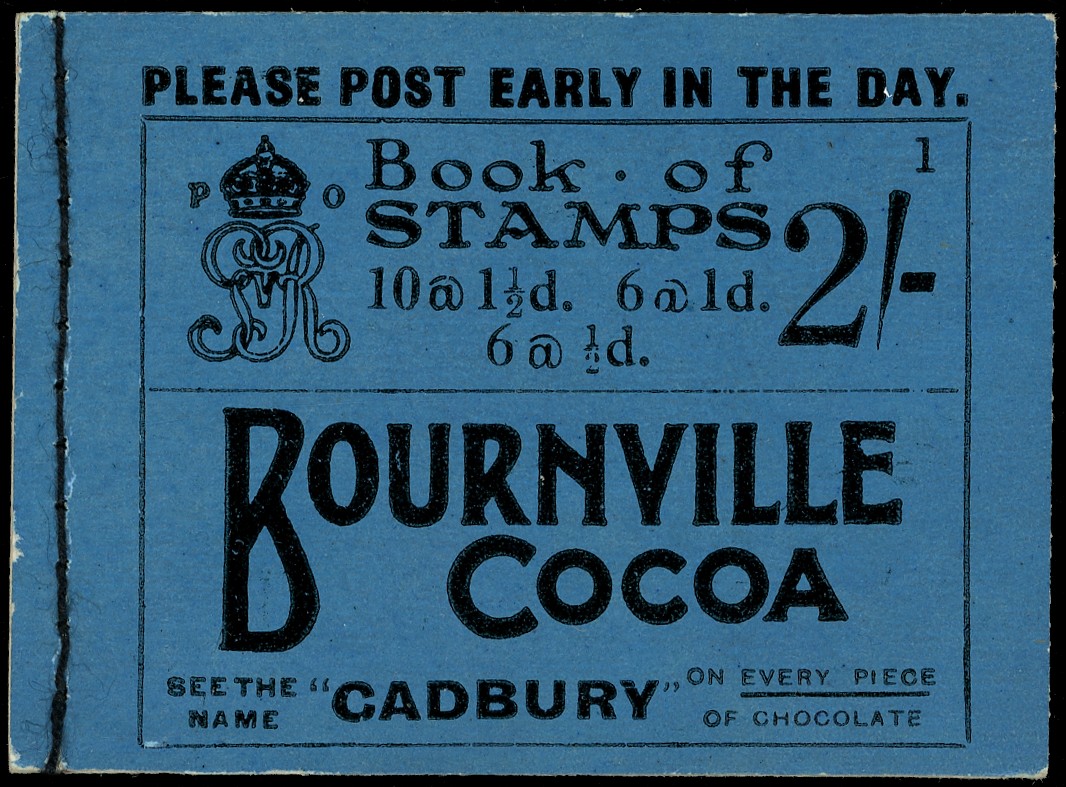 PLEASE POST EARLY IN THE DAY.
1
P O
GVR
Book · of
STAMPS 2/-
10 @ 1½d. 6 @ 1d.
6 @ ½d.
BOURNVILLE
COCOA
SEE THE NAME "CADBURY" ON EVERY PIECE
OF CHOCOLATE